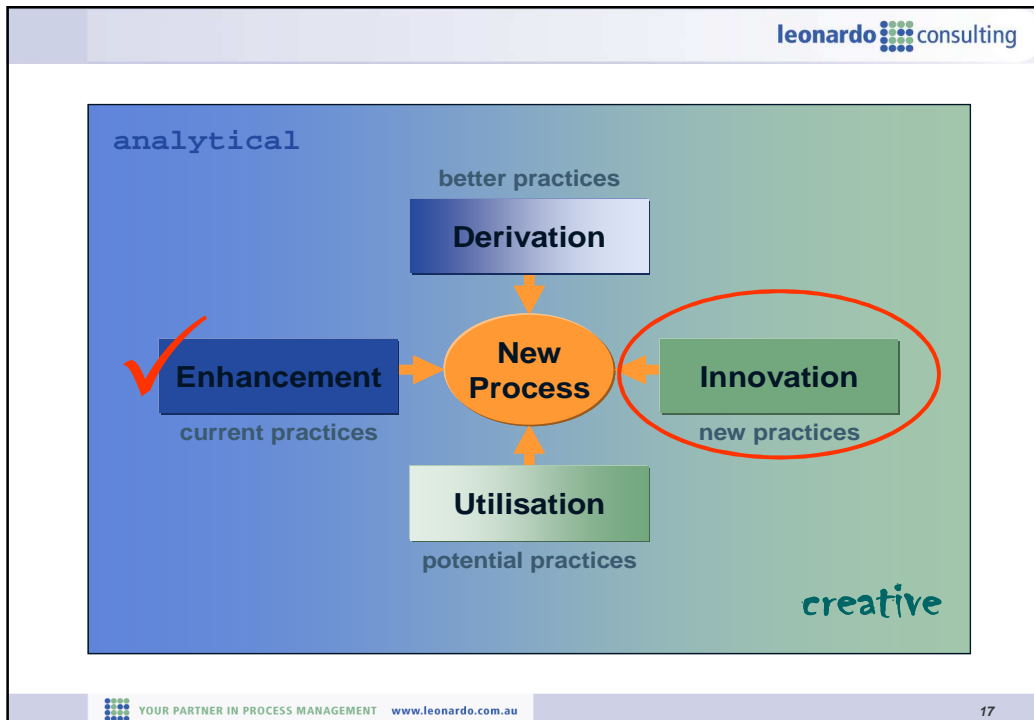 leonardo consulting
analytical
better practices
Derivation
Enhancement
current practices
New
Process
Innovation
new practices
Utilisation
potential practices
creative
YOUR PARTNER IN PROCESS MANAGEMENT www.leonardo.com.au
17